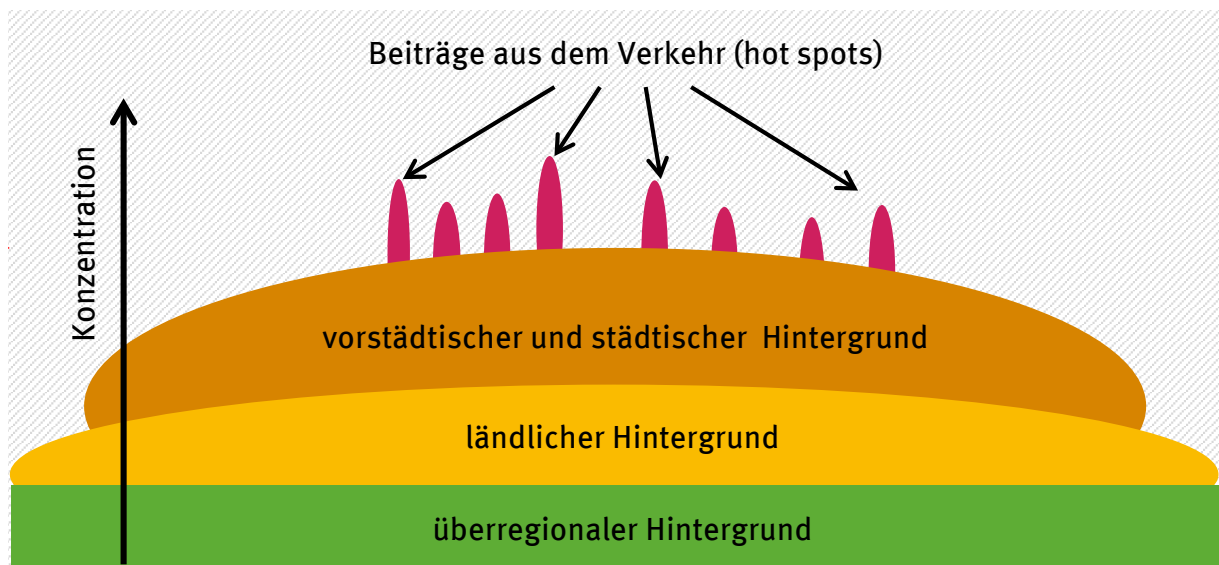 Beiträge aus dem Verkehr (hot spots)
Konzentration
vorstädtischer und städtischer Hintergrund
ländlicher Hintergrund
überregionaler Hintergrund